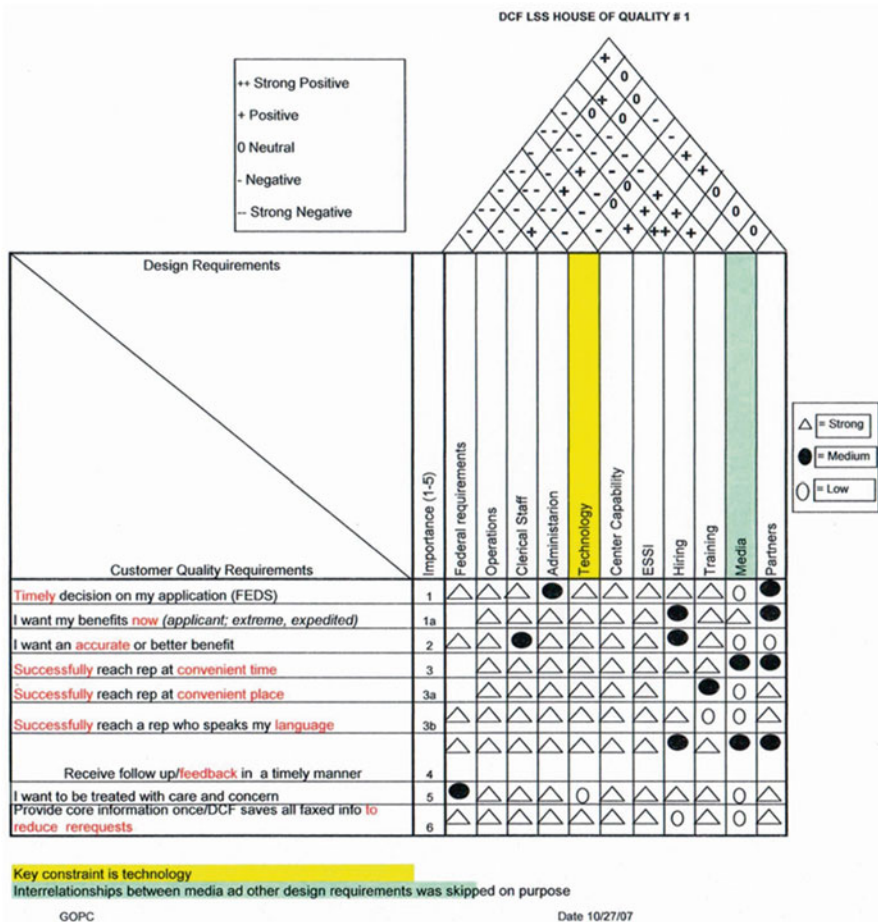 DCF LSS HOUSE OF QUALITY # 1
++ Strong Positive
+ Positive
0 Neutral
- Negative
-- Strong Negative
Design Requirements
Customer Quality Requirements
Importance (1-5)
Federal requirements
Operations
Clerical Staff
Administarion
Technology
Center Capability
ESSI
Hiring
Training
Media
Partners
= Strong
= Medium
= Low
Timely decision on my application (FEDS) 1
I want my benefits now (applicant; extreme, expedited) 1a
I want an accurate or better benefit 2
Successfully reach rep at convenient time 3
Successfully reach rep at convenient place 3a
Successfully reach a rep who speaks my language 3b
Receive follow up/feedback in a timely manner 4
I want to be treated with care and concern 5
Provide core information once/DCF saves all faxed info to
reduce rerequests 6
Key constraint is technology
Interrelationships between media ad other design requirements was skipped on purpose
GOPC Date 10/27/07